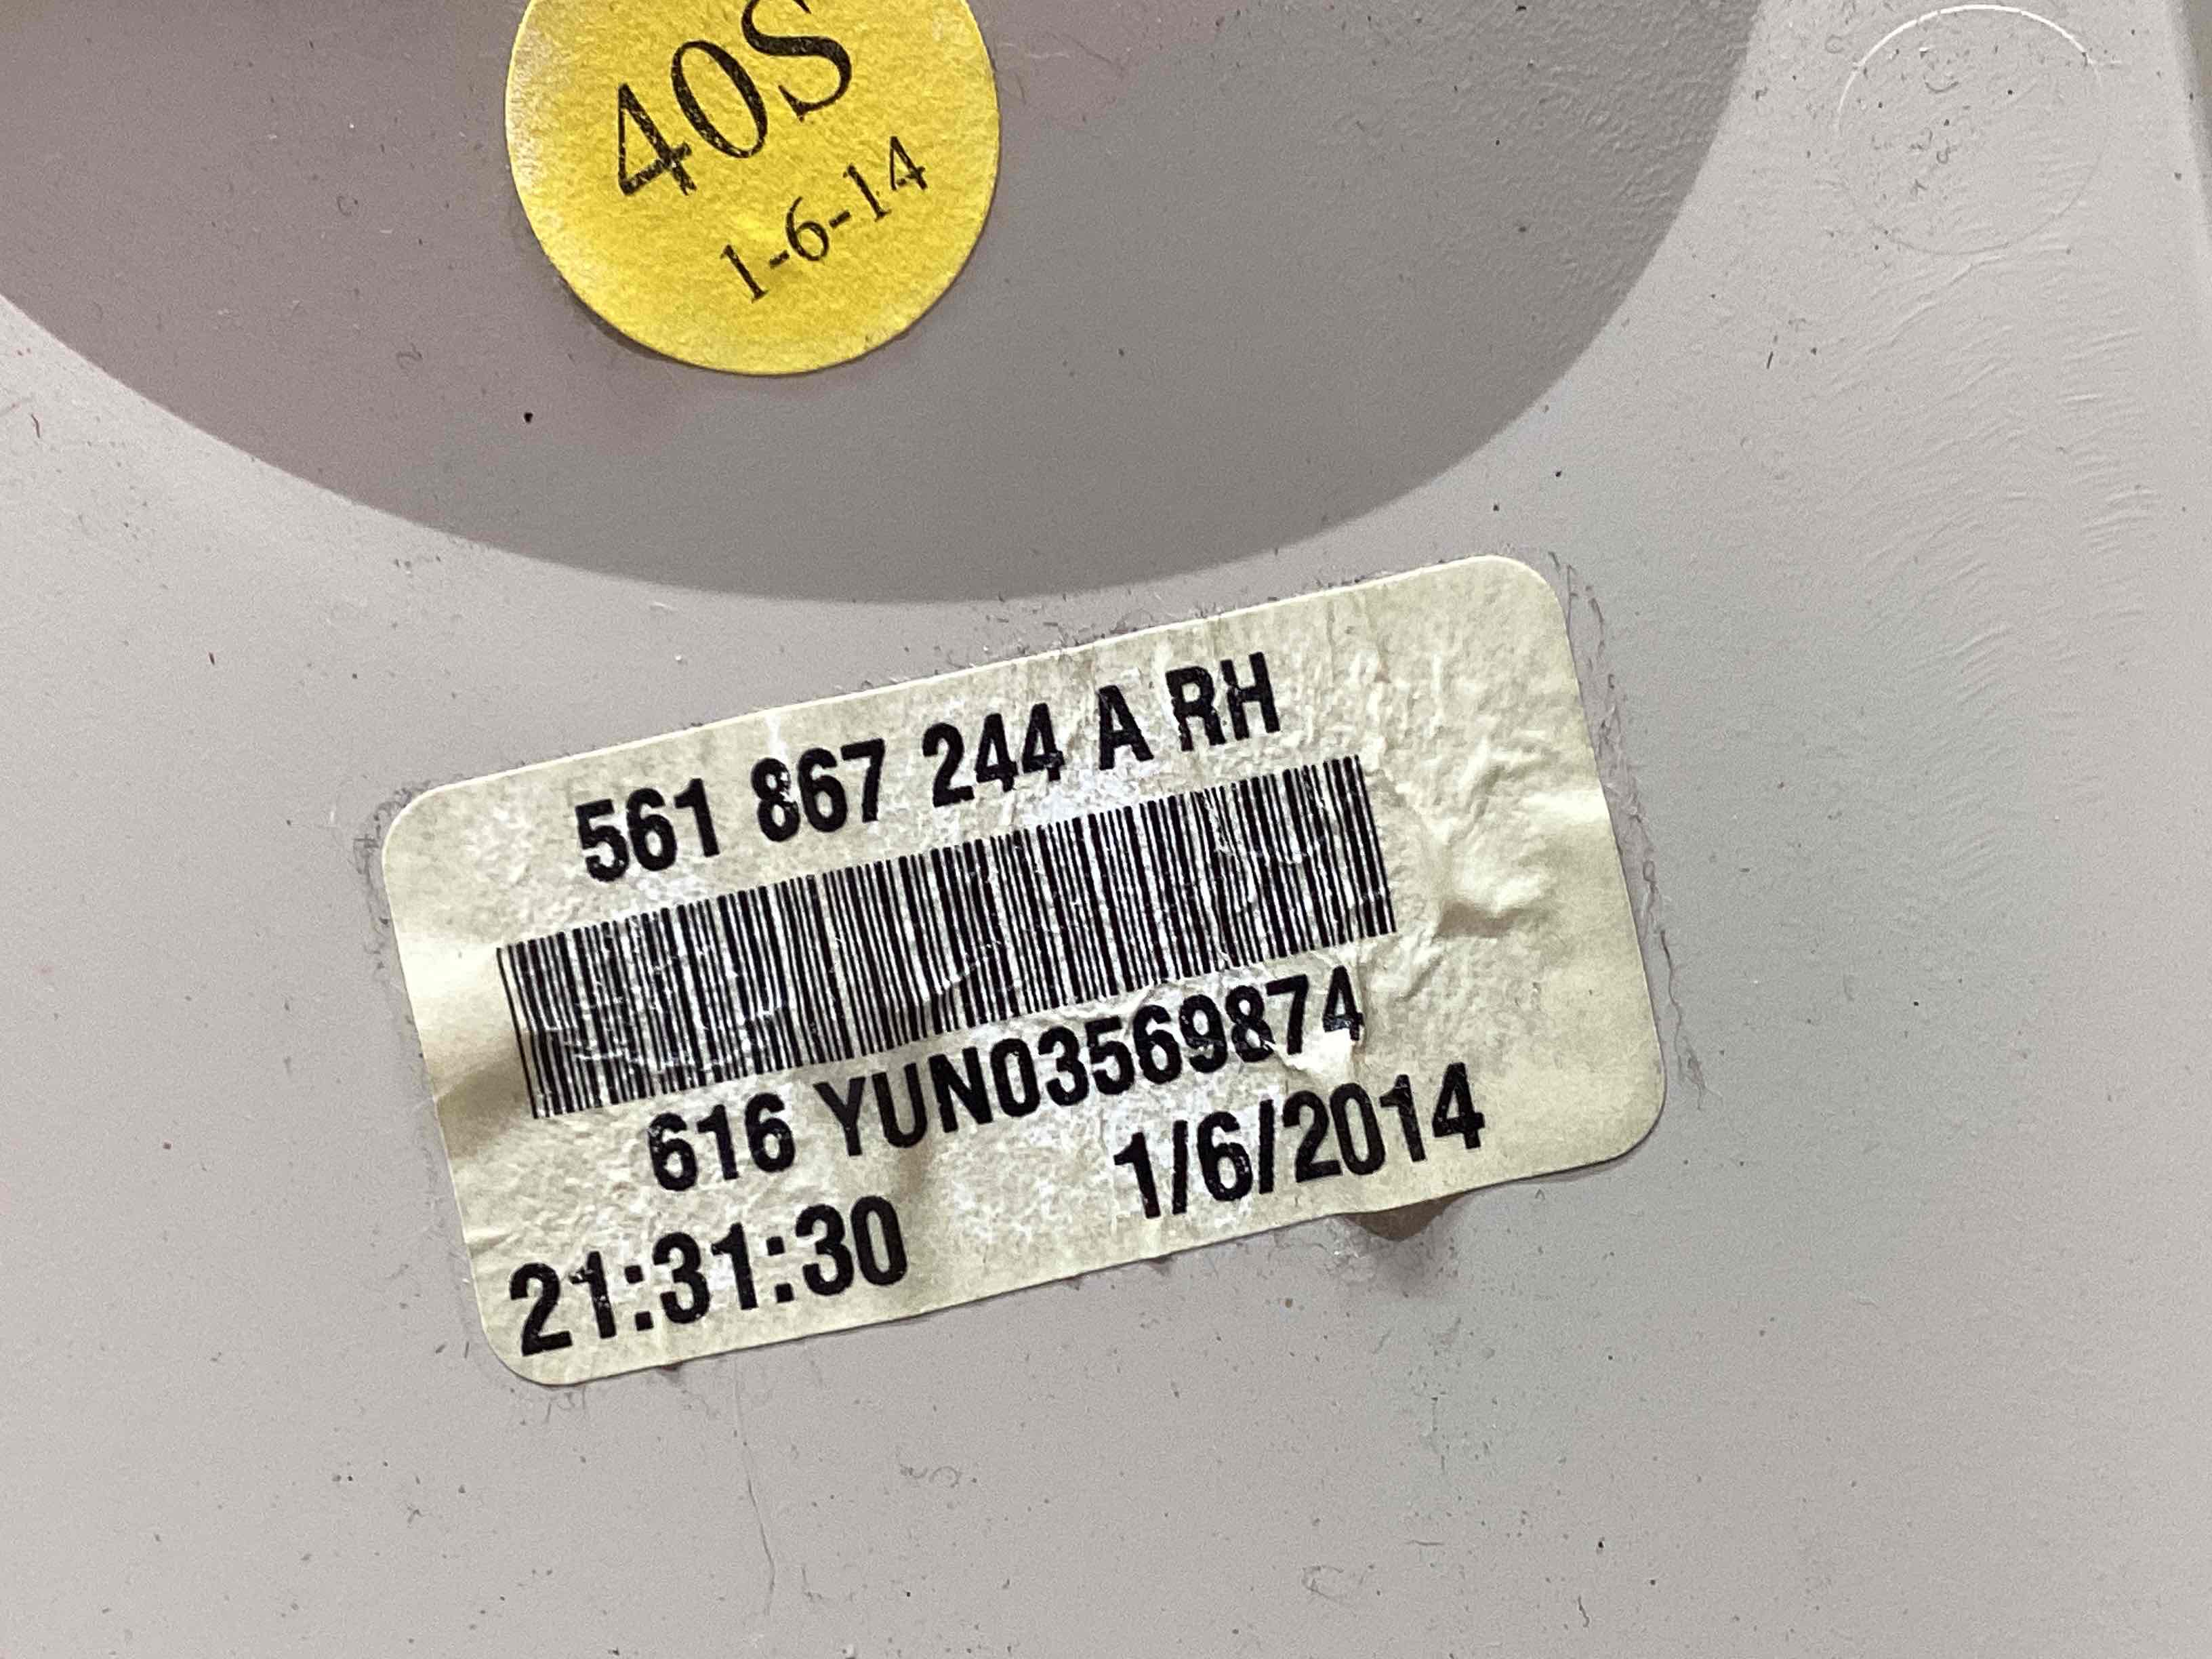 40S
1-6-14
561 867 244 A RH
616 YUN03569874
21:31:30 1/6/2014